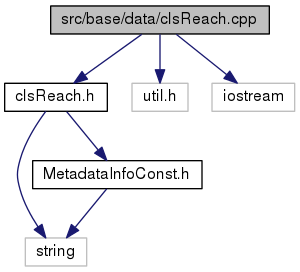 src/base/data/clsReach.cpp
clsReach.h
util.h
iostream
MetadataInfoConst.h
string